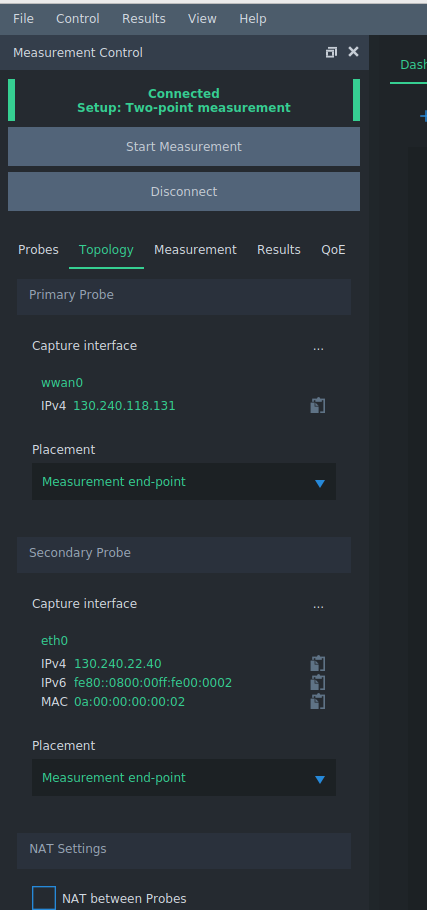 File Control Results View Help
Measurement Control
Dash
Connected
Setup: Two-point measurement
Start Measurement
Disconnect
Probes Topology Measurement Results QoE
Primary Probe
Capture interface ...
wwan0
IPv4 130.240.118.131
Placement
Measurement end-point
Secondary Probe
Capture interface ...
eth0
IPv4 130.240.22.40
IPv6 fe80::0800:00ff:fe00:0002
MAC 0a:00:00:00:00:02
Placement
Measurement end-point
NAT Settings
NAT between Probes